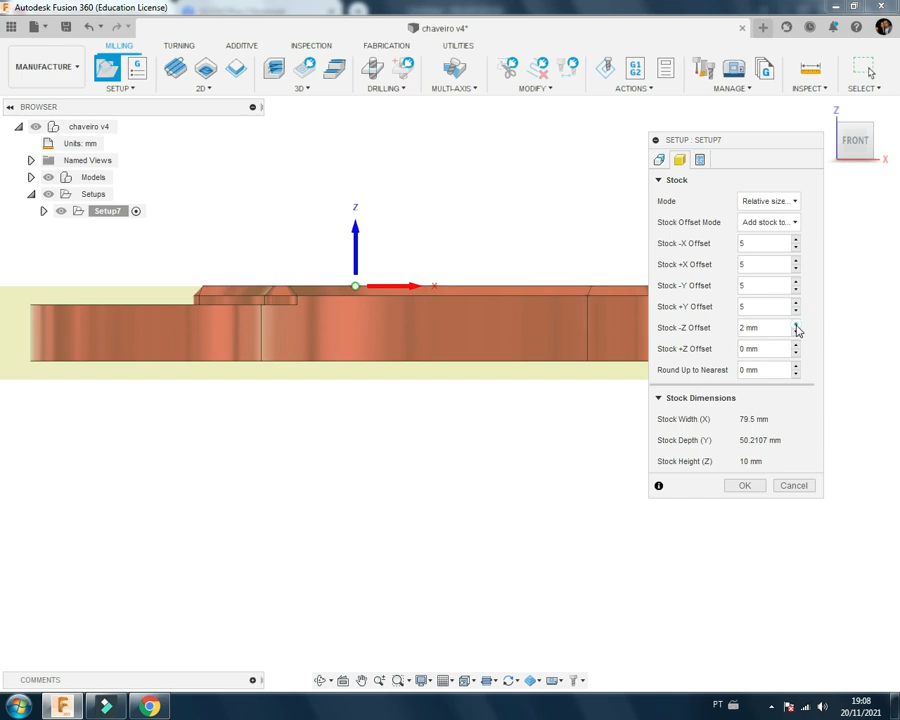 Autodesk Fusion 360 (Education License)
chaveiro v4*
MILLING TURNING ADDITIVE INSPECTION FABRICATION UTILITIES
MANUFACTURE
G
G1
G2
G
SETUP 2D 3D DRILLING MULTI-AXIS MODIFY ACTIONS MANAGE INSPECT SELECT
BROWSER
chaveiro v4
Units: mm
Named Views
Models
Setups
Setup7
Z
X
Z
FRONT
X
SETUP : SETUP7
Stock
Mode Relative size...
Stock Offset Mode Add stock to...
Stock -X Offset 5
Stock +X Offset 5
Stock -Y Offset 5
Stock +Y Offset 5
Stock -Z Offset 2 mm
Stock +Z Offset 0 mm
Round Up to Nearest 0 mm
Stock Dimensions
Stock Width (X) 79.5 mm
Stock Depth (Y) 50.2107 mm
Stock Height (Z) 10 mm
OK Cancel
COMMENTS
PT
19:08
20/11/2021